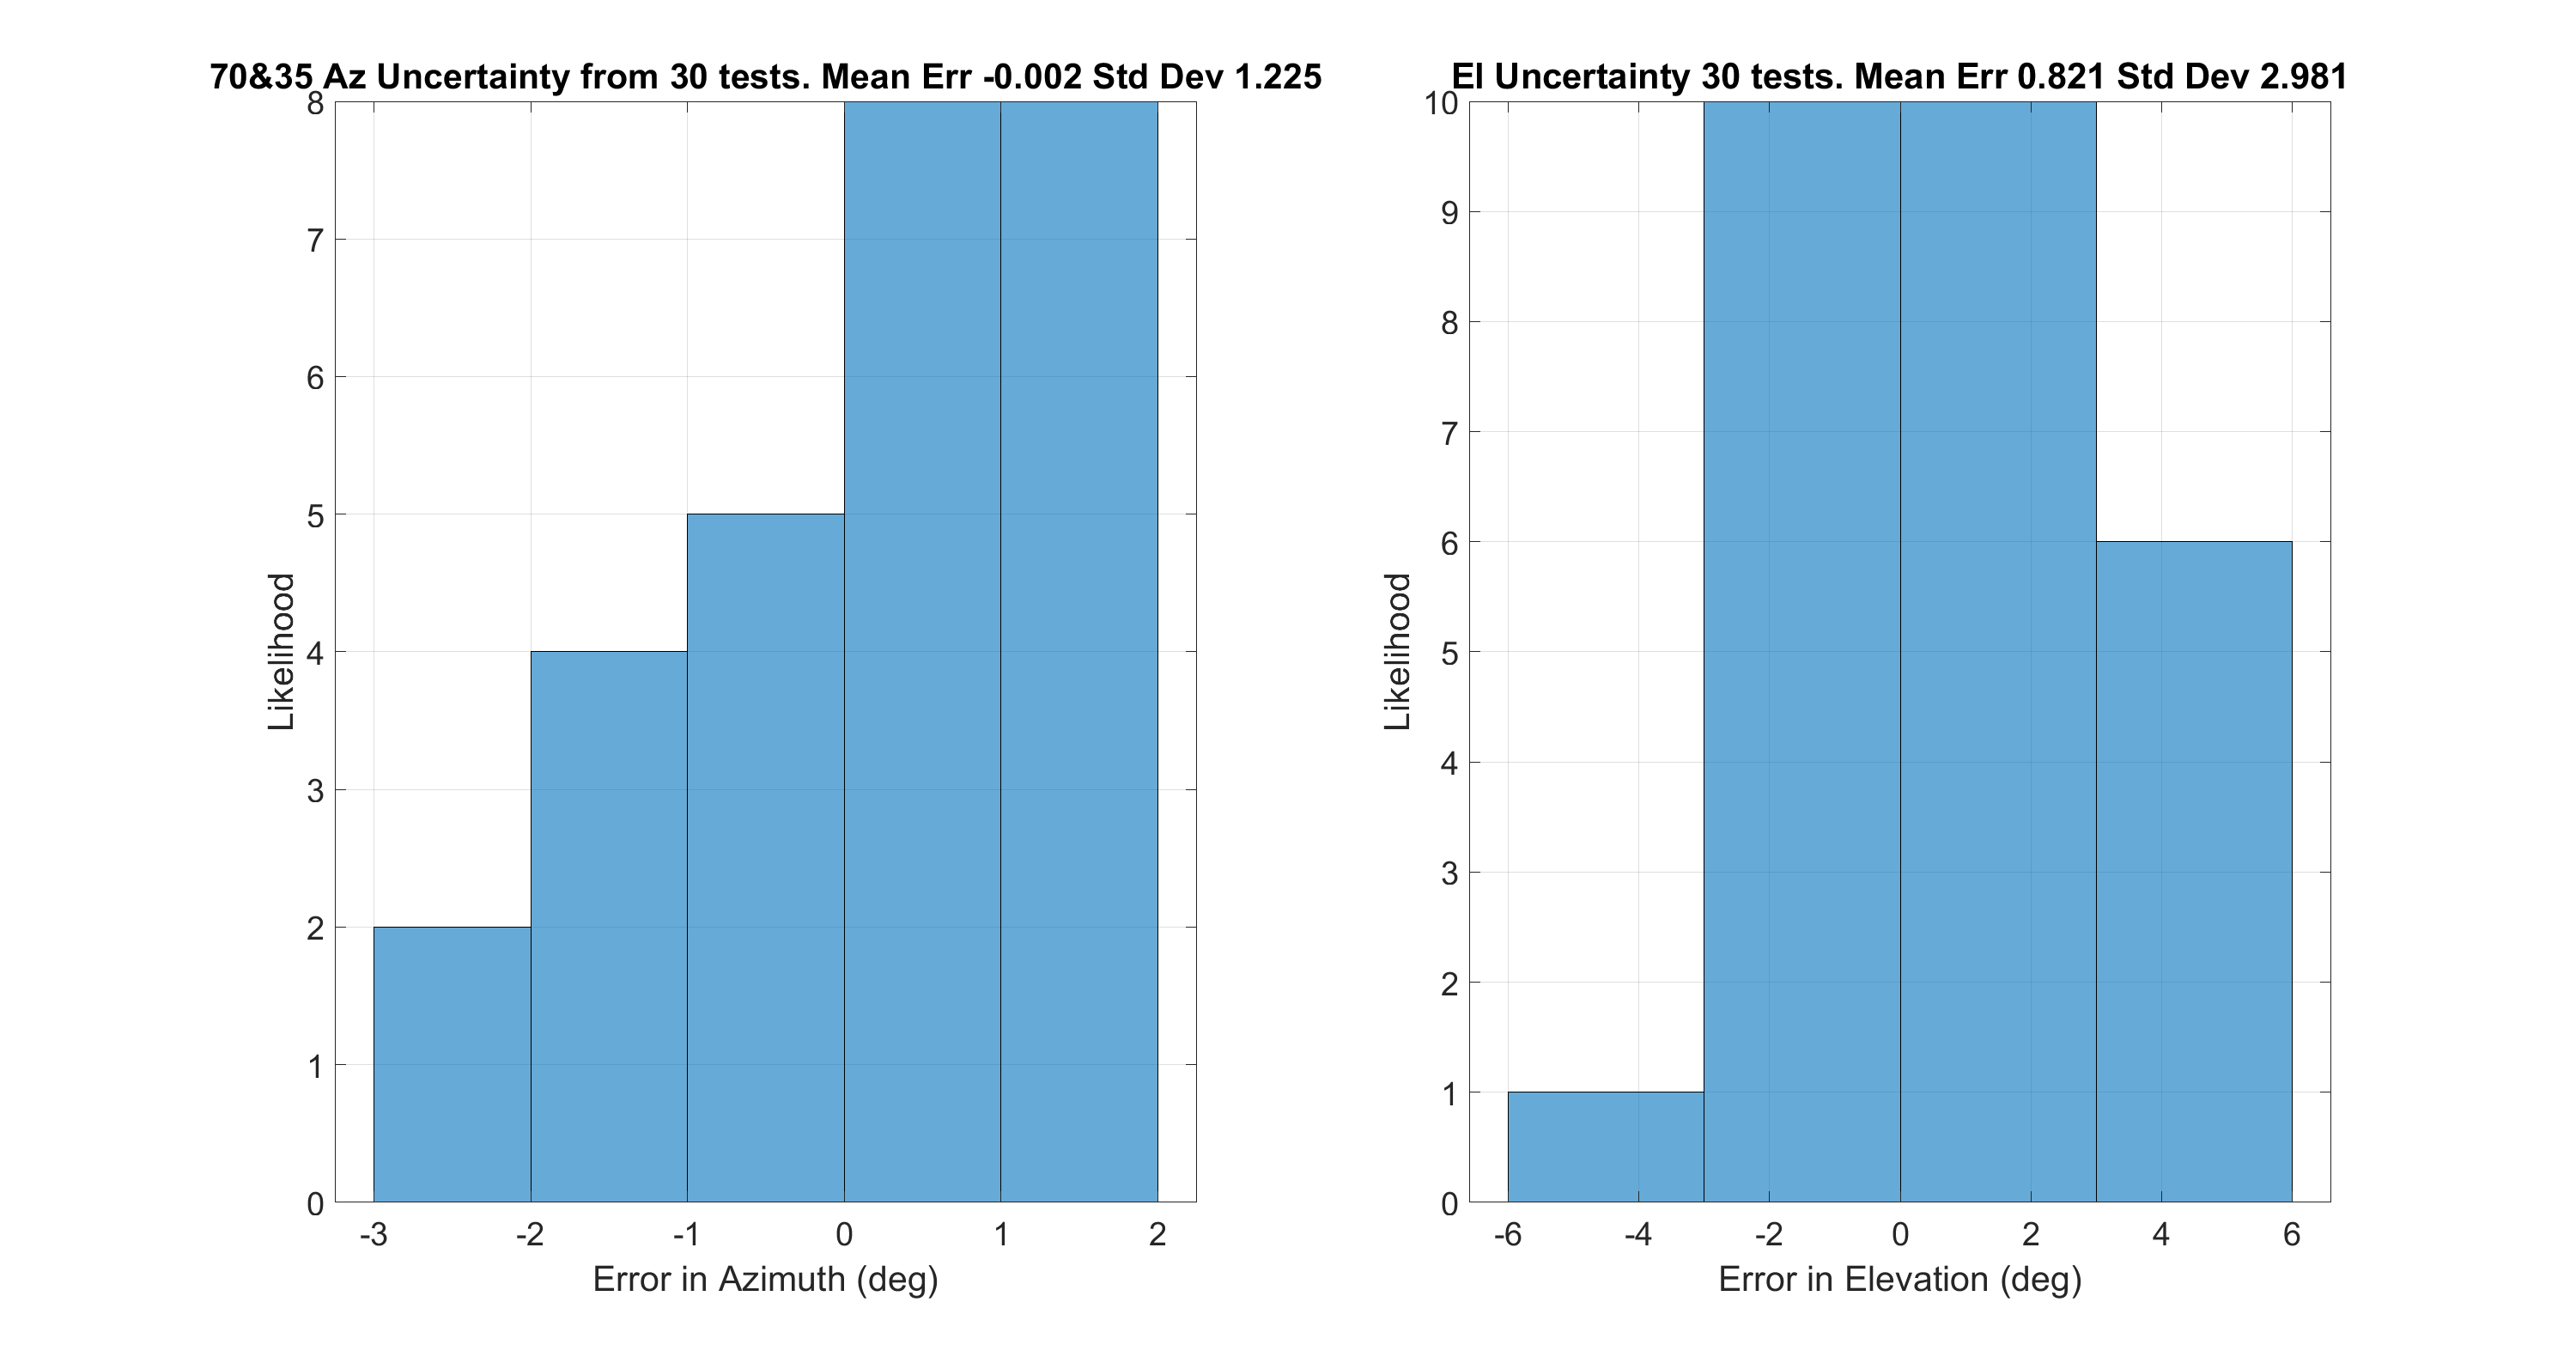 70&35 Az Uncertainty from 30 tests. Mean Err -0.002 Std Dev 1.225
8
7
6
5
4
3
2
1
0
Likelihood
-3 -2 -1 0 1 2
Error in Azimuth (deg)
El Uncertainty 30 tests. Mean Err 0.821 Std Dev 2.981
10
9
8
7
6
5
4
3
2
1
0
Likelihood
-6 -4 -2 0 2 4 6
Error in Elevation (deg)